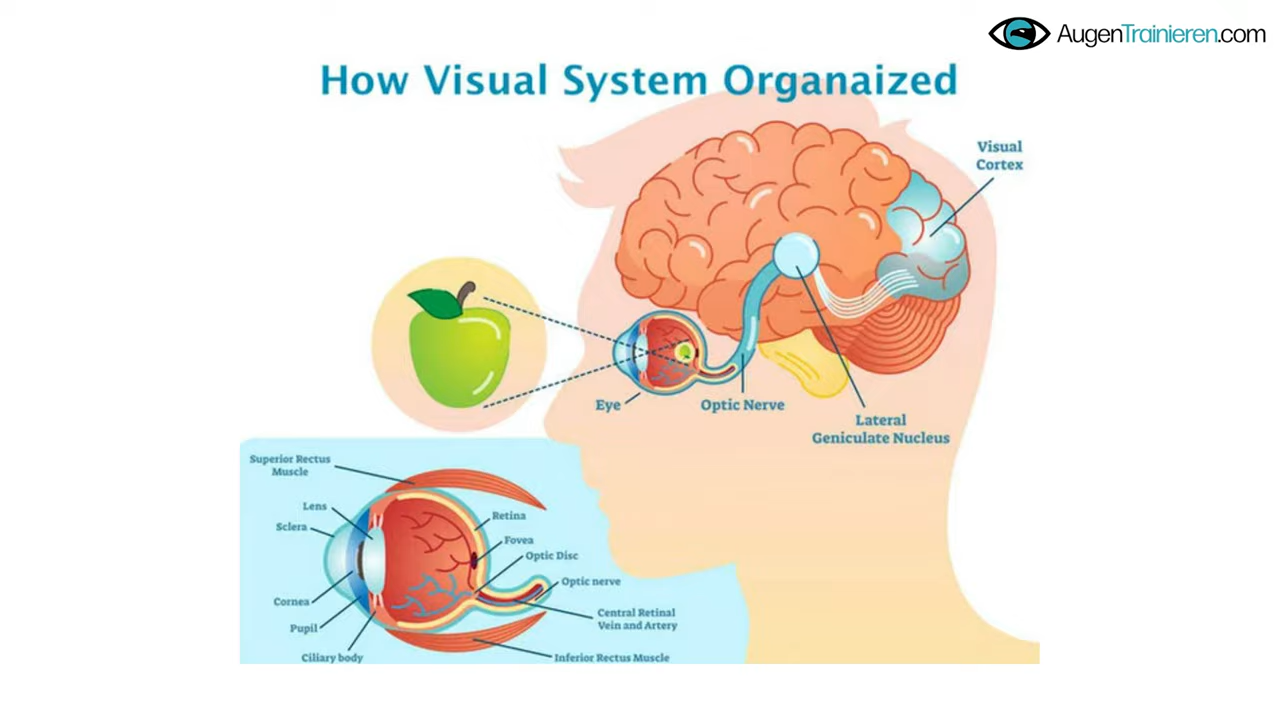 AugenTrainieren.com
How Visual System Organaized
Visual
Cortex
Eye
Optic Nerve
Lateral
Geniculate Nucleus
Superior Rectus
Muscle
Lens
Sclera
Cornea
Pupil
Ciliary body
Retina
Fovea
Optic Disc
Optic nerve
Central Retinal
Vein and Artery
Inferior Rectus Muscle